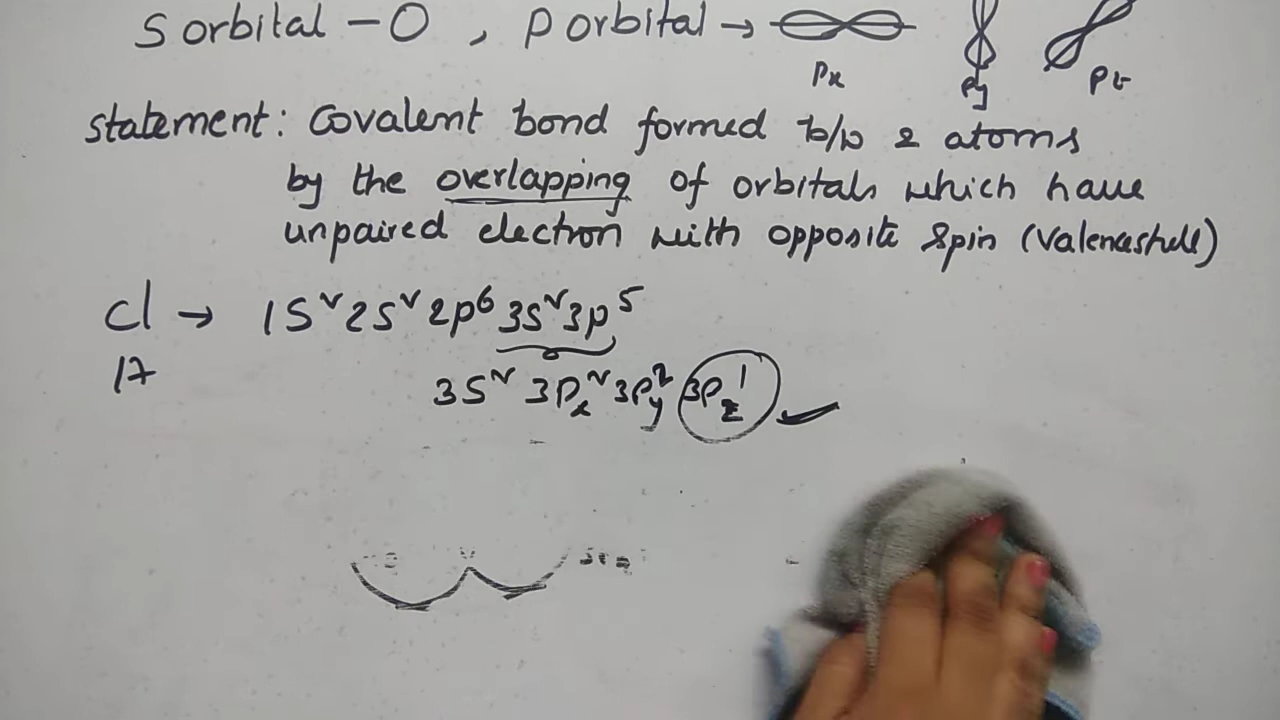 S orbital - O , p orbital →
Px Py Pz
statement: Covalent bond formed b/w 2 atoms
by the overlapping of orbitals which have
unpaired electron with opposite spin (Valenceshell)
Cl → 1S² 2S² 2p⁶ 3S² 3p⁵
17
3S² 3Pₓ² 3Py² 3Pz¹